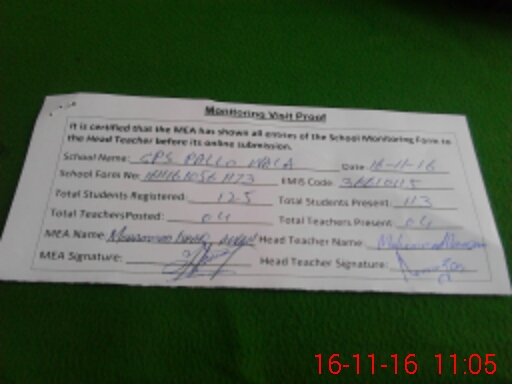 Monitoring Visit Proof
It is certified that the MEA has shown all entries of the School Monitoring Form to
the Head Teacher before its online submission.
School Name: GPS PALLO WALA Date 16-11-16
School Form No: EMIS Code
Total Students Registered: 125 Total Students Present: 113
Total Teachers Posted: 04 Total Teachers Present: 04
MEA Name: Head Teacher Name
MEA Signature: Head Teacher Signature:
16-11-16 11:05